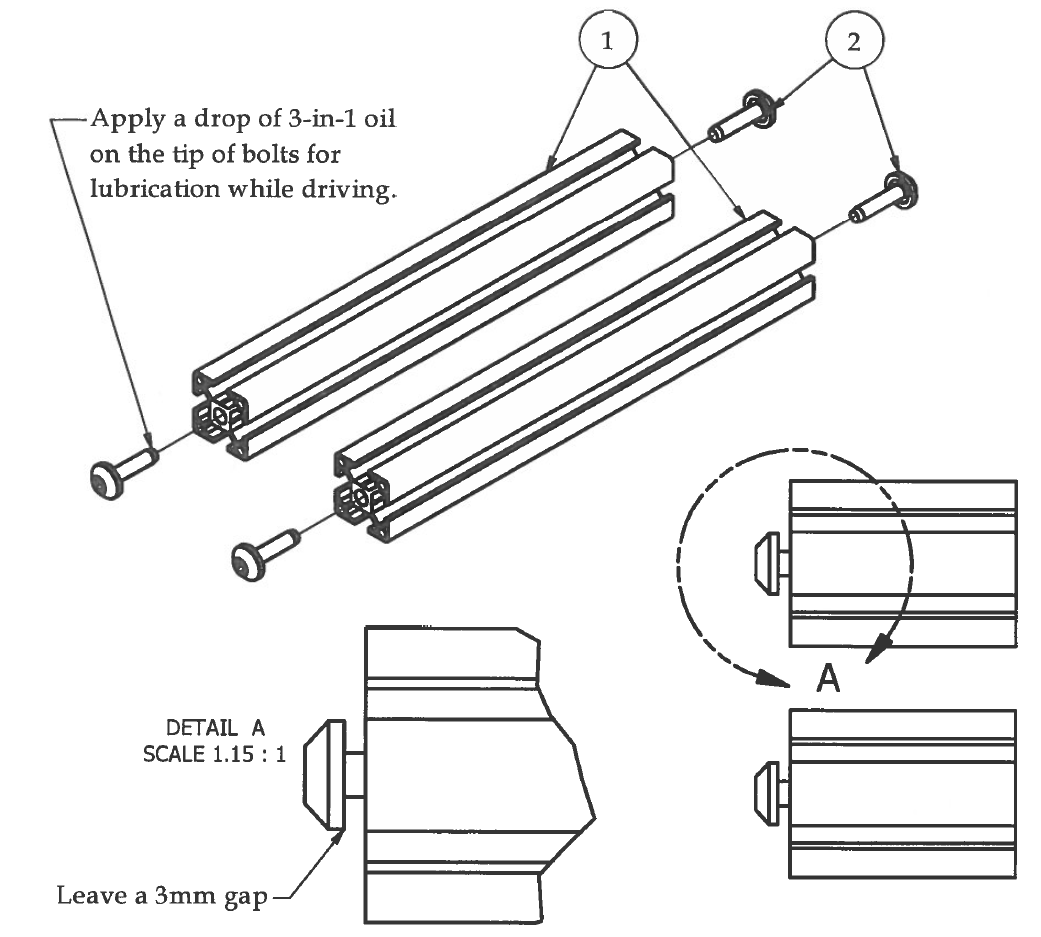 1
2
Apply a drop of 3-in-1 oil
on the tip of bolts for
lubrication while driving.
A
DETAIL A
SCALE 1.15 : 1
Leave a 3mm gap